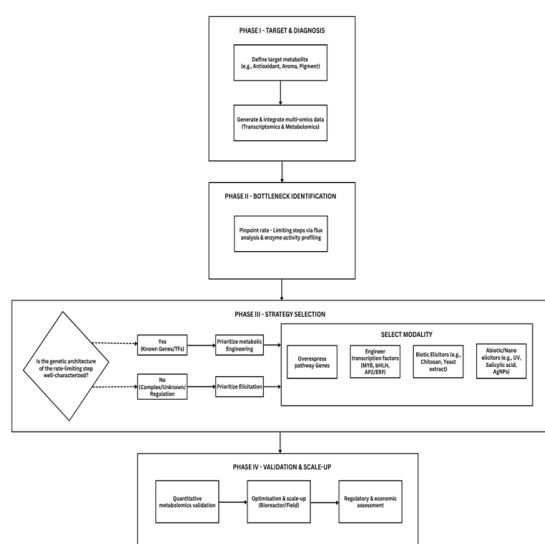 PHASE I - TARGET & DIAGNOSIS
Define target metabolite
(e.g., Antioxidant, Aroma, Pigment)
Generate & integrate multi-omics data
(Transcriptomics & Metabolomics)
PHASE II - BOTTLENECK IDENTIFICATION
Pinpoint rate - Limiting steps via flux
analysis & enzyme activity profiling
PHASE III - STRATEGY SELECTION
Is the genetic architecture
of the rate-limiting step
well-characterized?
Yes
(Known Genes/TFs)
Prioritize metabolic
Engineering
No
(Complex/Unknown/
Regulation)
Prioritize Elicitation
SELECT MODALITY
Overexpress
pathway Genes
Engineer
transcription factors
(MYB, bHLH,
AP2/ERF)
Biotic Elicitors (e.g.,
Chitosan, Yeast
extract)
Abiotic/Nano
elicitors (e.g., UV,
Salicylic acid,
AgNPs)
PHASE IV - VALIDATION & SCALE-UP
Quantitative
metabolomics validation
Optimisation & scale-up
(Bioreactor/Field)
Regulatory & economic
assessment